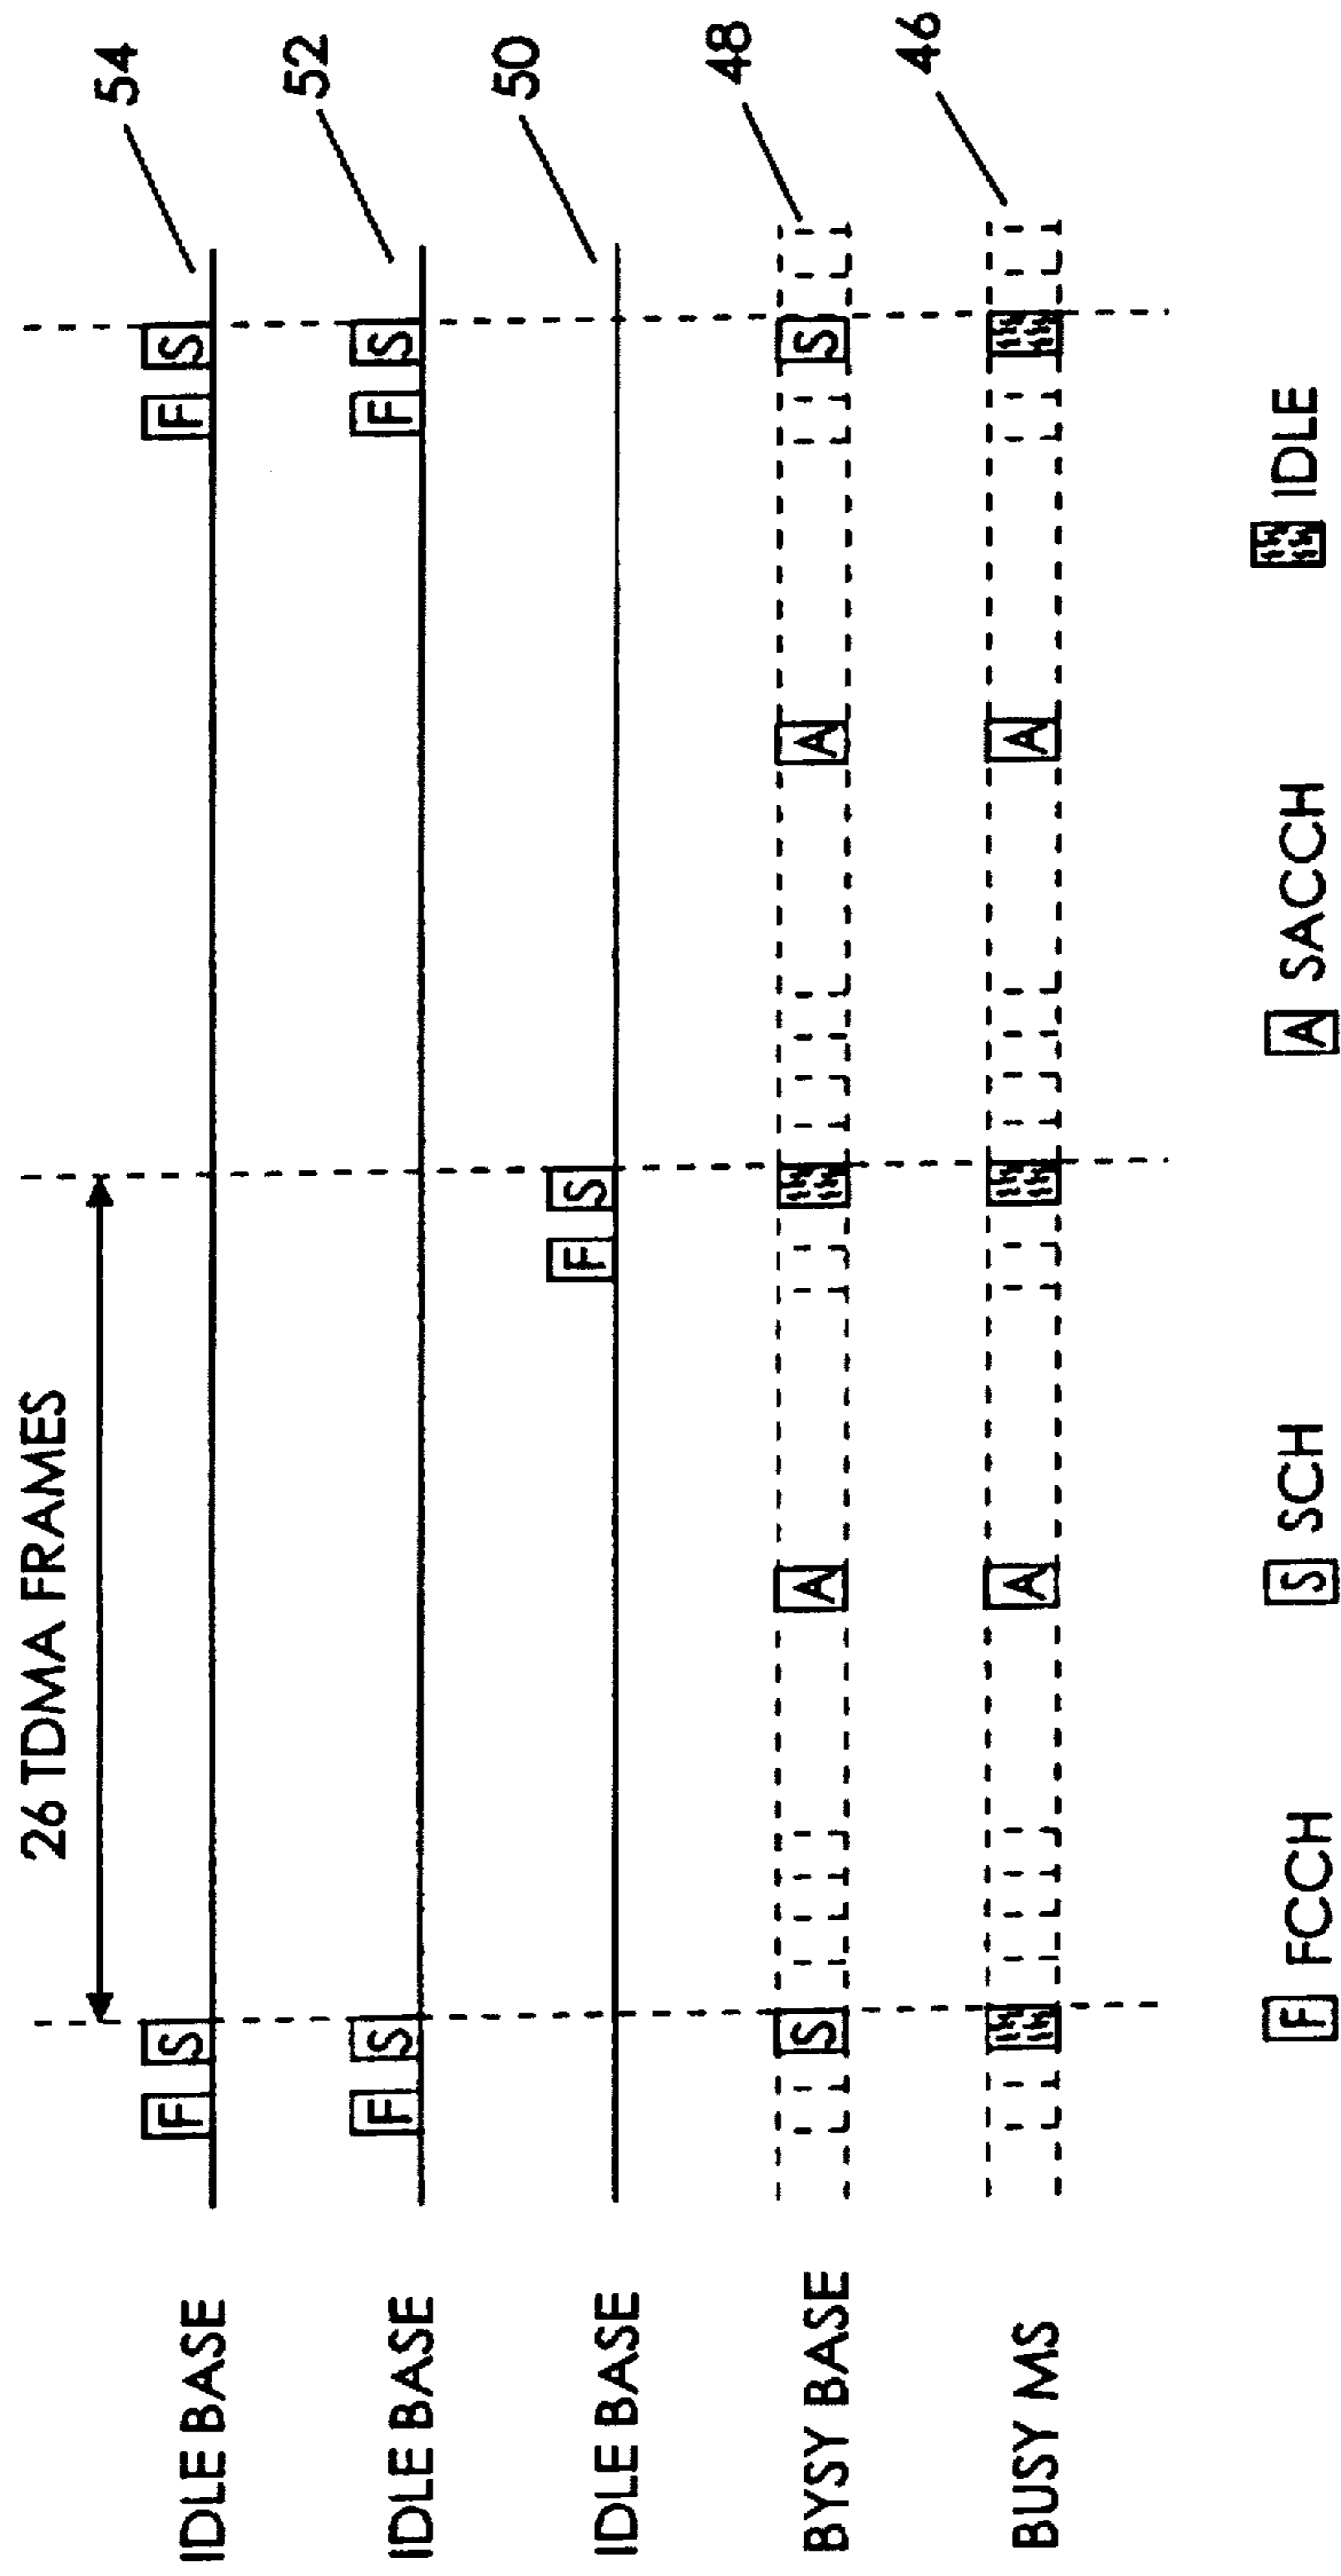 26 TDMA FRAMES
IDLE BASE F S F S 54
IDLE BASE F S F S 52
IDLE BASE F S 50
BYSY BASE S A A S 48
BUSY MS A A 46
F FCCH S SCH A SACCH IDLE